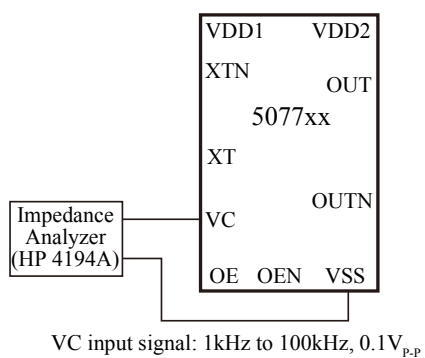 VDD1 VDD2
XTN
OUT
5077xx
XT
OUTN
Impedance
Analyzer
(HP 4194A)
VC
OE OEN VSS
VC input signal: 1kHz to 100kHz, 0.1VP-P